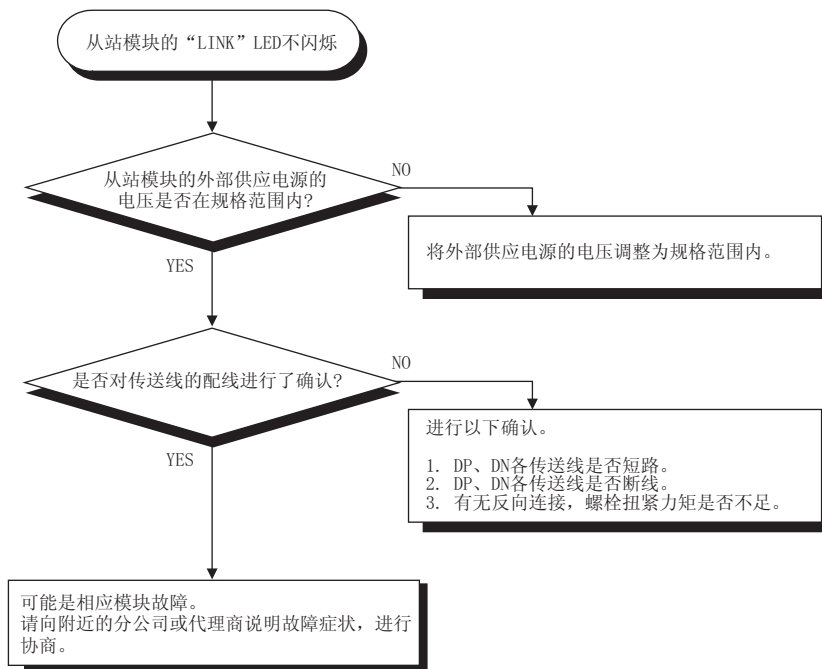 从站模块的“LINK”LED不闪烁
从站模块的外部供应电源的
电压是否在规格范围内?
NO
将外部供应电源的电压调整为规格范围内。
YES
是否对传送线的配线进行了确认?
NO
进行以下确认。
1. DP、DN各传送线是否短路。
2. DP、DN各传送线是否断线。
3. 有无反向连接，螺栓扭紧力矩是否不足。
YES
可能是相应模块故障。
请向附近的分公司或代理商说明故障症状，进行
协商。